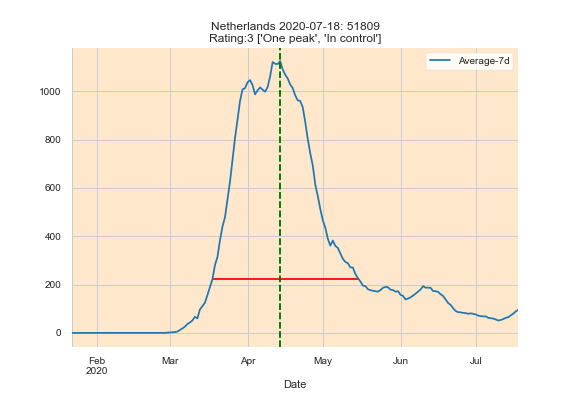 Netherlands 2020-07-18: 51809
Rating:3 ['One peak', 'In control']
Average-7d
1000
800
600
400
200
0
Feb
2020
Mar
Apr
May
Jun
Jul
Date